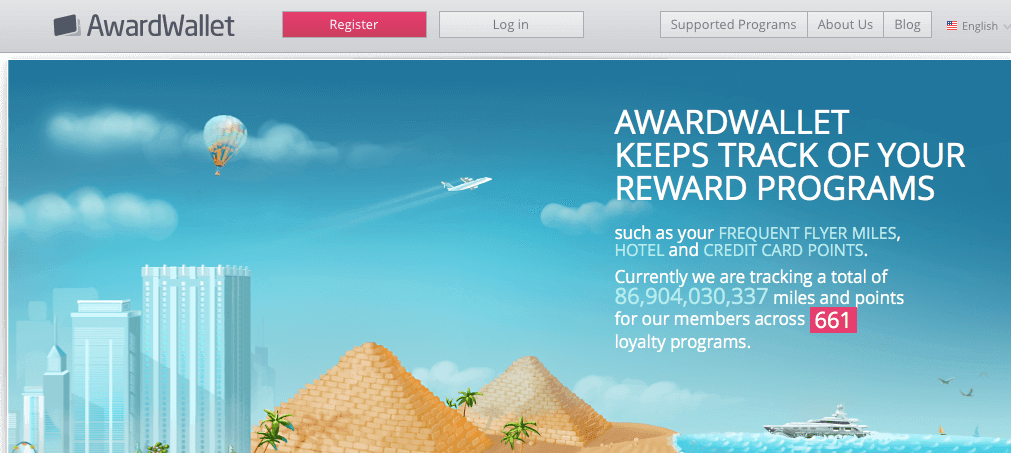 AwardWallet
Register
Log in
Supported Programs
About Us
Blog
English
AWARDWALLET
KEEPS TRACK OF YOUR
REWARD PROGRAMS
such as your FREQUENT FLYER MILES,
HOTEL and CREDIT CARD POINTS.
Currently we are tracking a total of
86,904,030,337 miles and points
for our members across 661
loyalty programs.